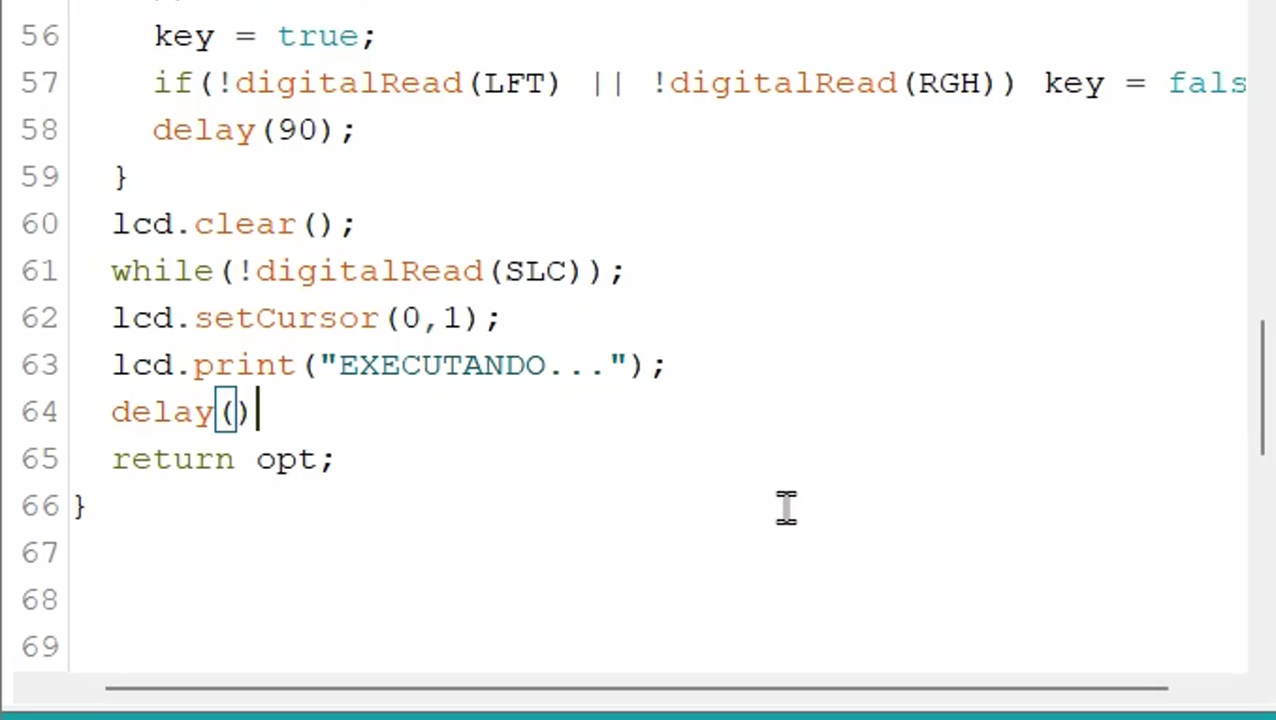 56 key = true;
57 if(!digitalRead(LFT) || !digitalRead(RGH)) key = fals
58 delay(90);
59 }
60 lcd.clear();
61 while(!digitalRead(SLC));
62 lcd.setCursor(0,1);
63 lcd.print("EXECUTANDO...");
64 delay()
65 return opt;
66 }
67
68
69